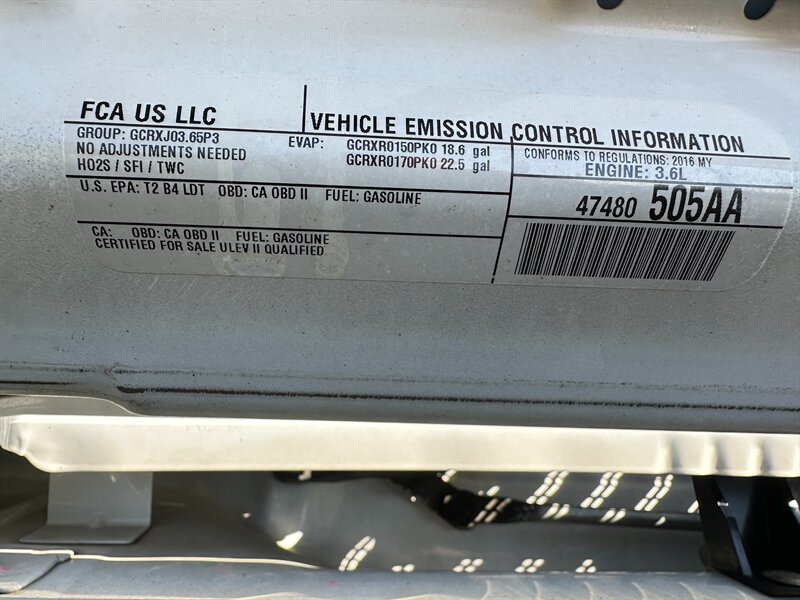 FCA US LLC
VEHICLE EMISSION CONTROL INFORMATION
GROUP: GCRXJ03.65P3
NO ADJUSTMENTS NEEDED
HO2S / SFI / TWC
EVAP: GCRXR0150PK0 18.6 gal
GCRXR0170PK0 22.5 gal
CONFORMS TO REGULATIONS: 2016 MY
ENGINE: 3.6L
U.S. EPA: T2 B4 LDT OBD: CA OBD II FUEL: GASOLINE
47480 505AA
CA: OBD: CA OBD II FUEL: GASOLINE
CERTIFIED FOR SALE ULEV II QUALIFIED